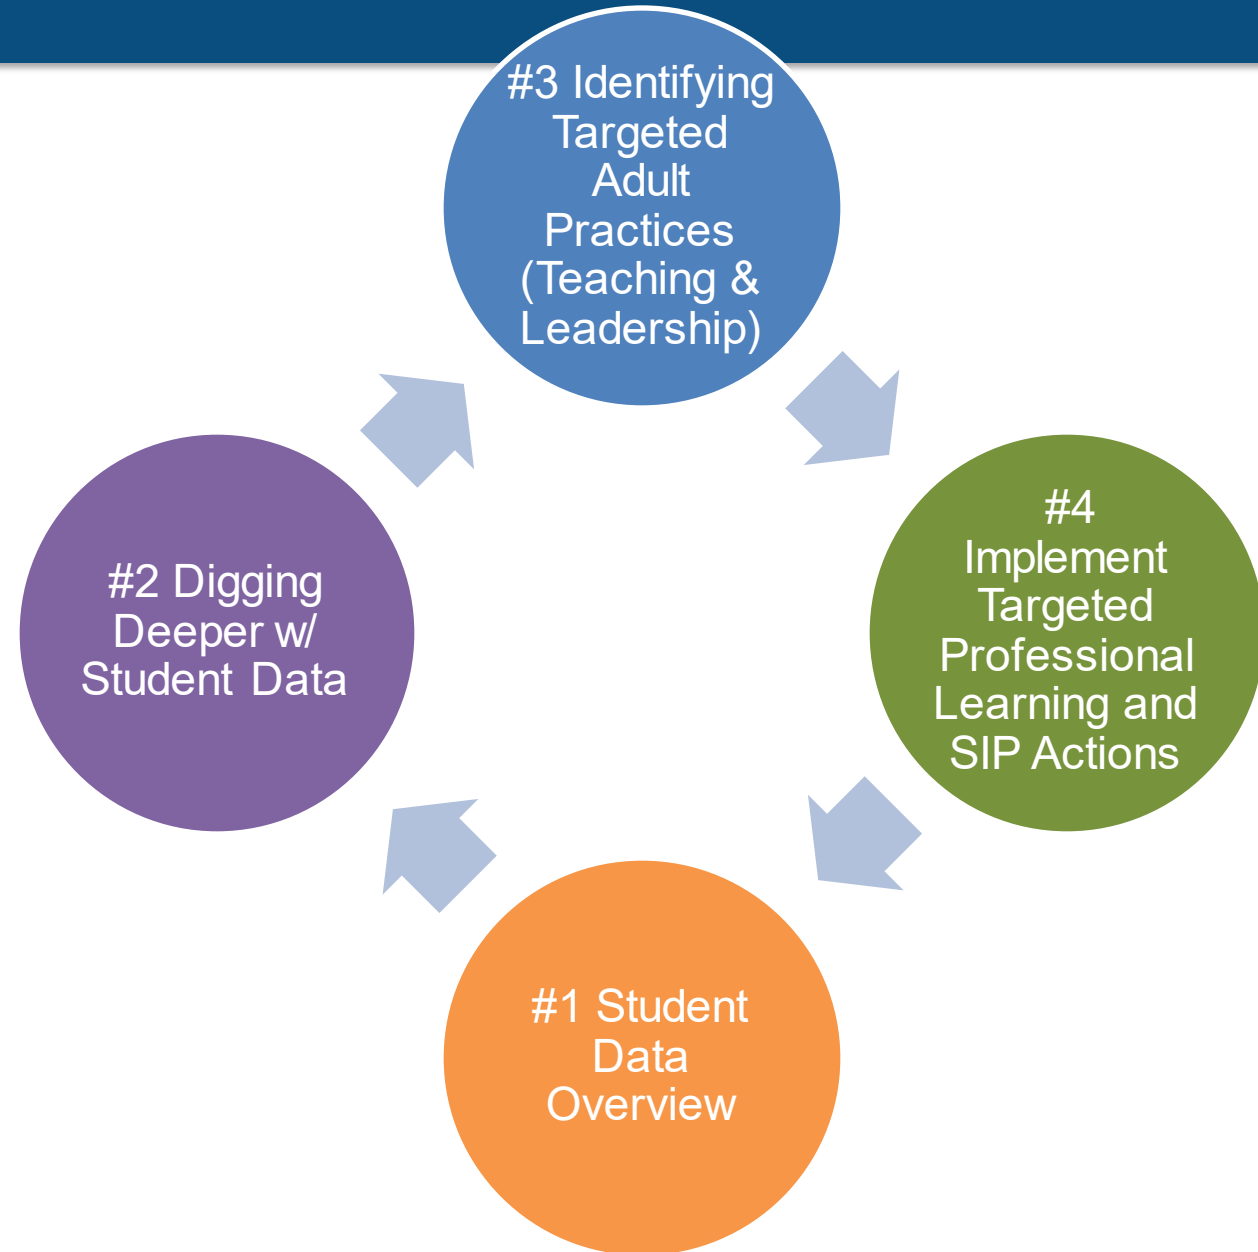 #3 Identifying
Targeted
Adult
Practices
(Teaching &
Leadership)
#4
Implement
Targeted
Professional
Learning and
SIP Actions
#1 Student
Data
Overview
#2 Digging
Deeper w/
Student Data